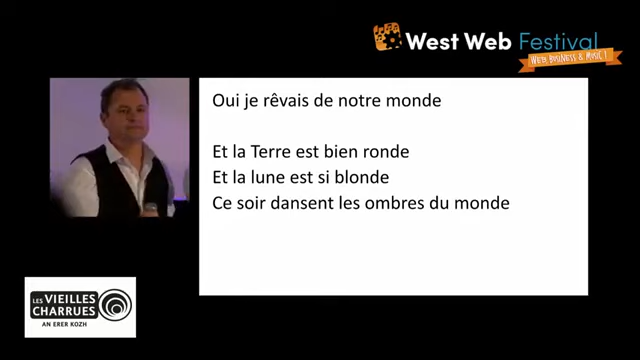 West Web Festival
WEB, BUSINESS & MUSIC !
Oui je rêvais de notre monde
Et la Terre est bien ronde
Et la lune est si blonde
Ce soir dansent les ombres du monde
LES VIEILLES
CHARRUES
AN ERER KOZH